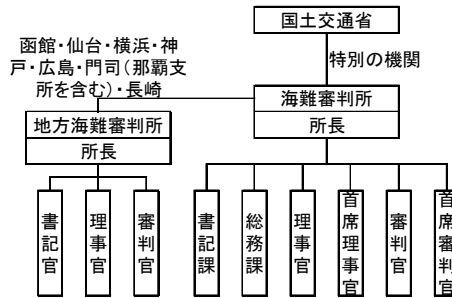 国土交通省
特別の機関
函館・仙台・横浜・神
戸・広島・門司（那覇支
所を含む）・長崎
海難審判所
所長
地方海難審判所
所長
書記官
理事官
審判官
書記課
総務課
理事官
首席理事官
審判官
首席審判官